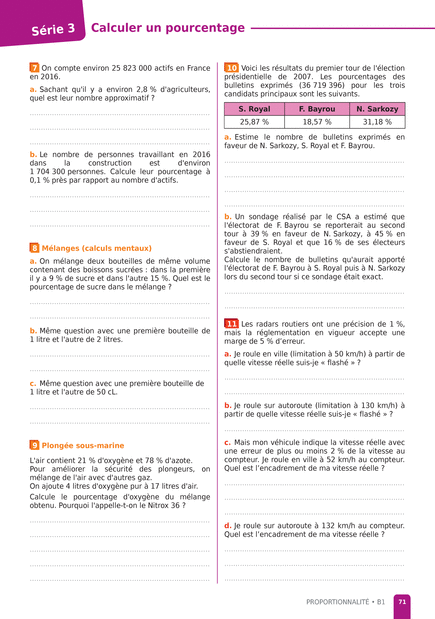 Série 3
Calculer un pourcentage
7 On compte environ 25 823 000 actifs en France
en 2016.
a. Sachant qu'il y a environ 2,8 % d'agriculteurs,
quel est leur nombre approximatif ?
b. Le nombre de personnes travaillant en 2016
dans la construction est d'environ
1 704 300 personnes. Calcule leur pourcentage à
0,1 % près par rapport au nombre d'actifs.
8 Mélanges (calculs mentaux)
a. On mélange deux bouteilles de même volume
contenant des boissons sucrées : dans la première
il y a 9 % de sucre et dans l'autre 15 %. Quel est le
pourcentage de sucre dans le mélange ?
b. Même question avec une première bouteille de
1 litre et l'autre de 2 litres.
c. Même question avec une première bouteille de
1 litre et l'autre de 50 cL.
9 Plongée sous-marine
L'air contient 21 % d'oxygène et 78 % d'azote.
Pour améliorer la sécurité des plongeurs, on
mélange de l'air avec d'autres gaz.
On ajoute 4 litres d'oxygène pur à 17 litres d'air.
Calcule le pourcentage d'oxygène du mélange
obtenu. Pourquoi l'appelle-t-on le Nitrox 36 ?
10 Voici les résultats du premier tour de l'élection
présidentielle de 2007. Les pourcentages des
bulletins exprimés (36 719 396) pour les trois
candidats principaux sont les suivants.
S. Royal F. Bayrou N. Sarkozy
25,87 % 18,57 % 31,18 %
a. Estime le nombre de bulletins exprimés en
faveur de N. Sarkozy, S. Royal et F. Bayrou.
b. Un sondage réalisé par le CSA a estimé que
l'électorat de F. Bayrou se reporterait au second
tour à 39 % en faveur de N. Sarkozy, à 45 % en
faveur de S. Royal et que 16 % de ses électeurs
s'abstiendraient.
Calcule le nombre de bulletins qu'aurait apporté
l'électorat de F. Bayrou à S. Royal puis à N. Sarkozy
lors du second tour si ce sondage était exact.
11 Les radars routiers ont une précision de 1 %,
mais la réglementation en vigueur accepte une
marge de 5 % d'erreur.
a. Je roule en ville (limitation à 50 km/h) à partir de
quelle vitesse réelle suis-je « flashé » ?
b. Je roule sur autoroute (limitation à 130 km/h) à
partir de quelle vitesse réelle suis-je « flashé » ?
c. Mais mon véhicule indique la vitesse réelle avec
une erreur de plus ou moins 2 % de la vitesse au
compteur. Je roule en ville à 52 km/h au compteur.
Quel est l'encadrement de ma vitesse réelle ?
d. Je roule sur autoroute à 132 km/h au compteur.
Quel est l'encadrement de ma vitesse réelle ?
PROPORTIONNALITÉ • B1 71